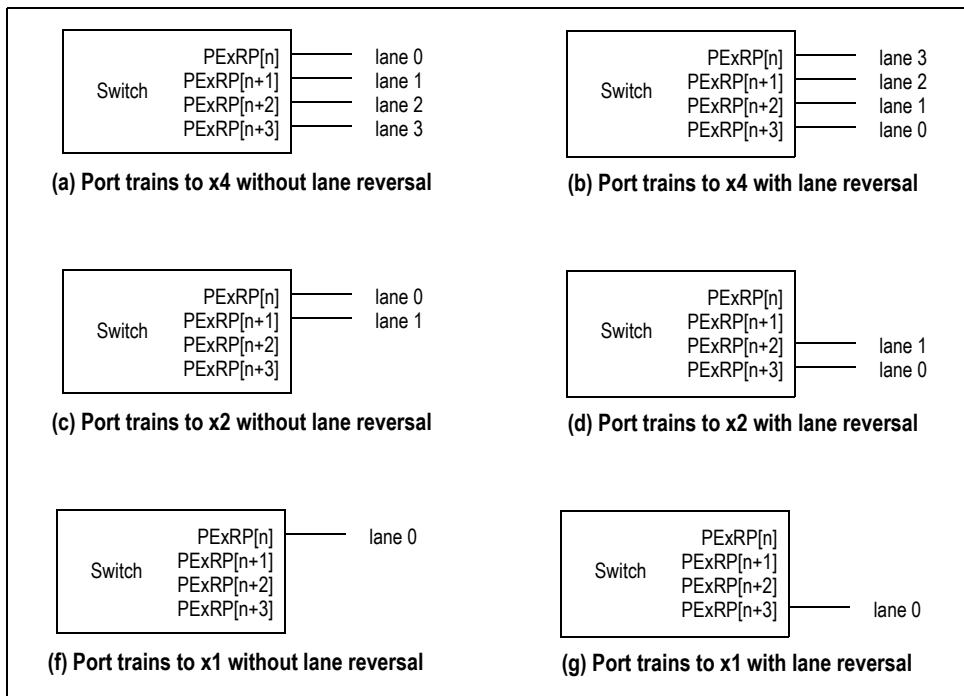 Switch
PExRP[n] lane 0
PExRP[n+1] lane 1
PExRP[n+2] lane 2
PExRP[n+3] lane 3
(a) Port trains to x4 without lane reversal
Switch
PExRP[n] lane 3
PExRP[n+1] lane 2
PExRP[n+2] lane 1
PExRP[n+3] lane 0
(b) Port trains to x4 with lane reversal
Switch
PExRP[n] lane 0
PExRP[n+1] lane 1
PExRP[n+2]
PExRP[n+3]
(c) Port trains to x2 without lane reversal
Switch
PExRP[n]
PExRP[n+1]
PExRP[n+2] lane 1
PExRP[n+3] lane 0
(d) Port trains to x2 with lane reversal
Switch
PExRP[n] lane 0
PExRP[n+1]
PExRP[n+2]
PExRP[n+3]
(f) Port trains to x1 without lane reversal
Switch
PExRP[n]
PExRP[n+1]
PExRP[n+2]
PExRP[n+3] lane 0
(g) Port trains to x1 with lane reversal